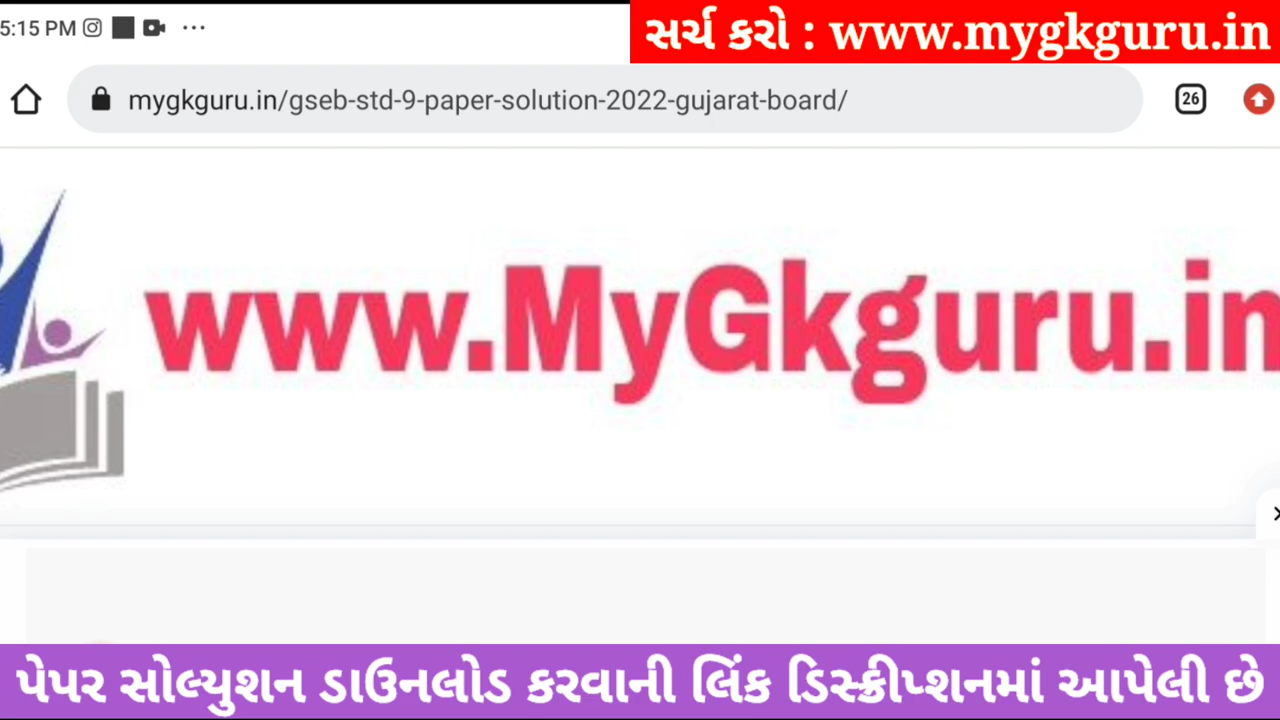 5:15 PM
સર્ચ કરો : www.mygkguru.in
mygkguru.in/gseb-std-9-paper-solution-2022-gujarat-board/
26
www.MyGkguru.in
પેપર સોલ્યુશન ડાઉનલોડ કરવાની લિંક ડિસ્ક્રીપ્શનમાં આપેલી છે